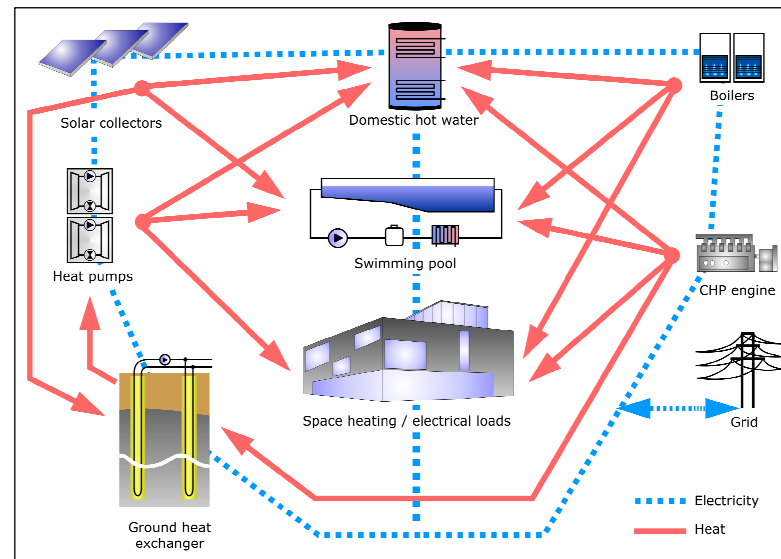 Solar collectors
Domestic hot water
Boilers
Heat pumps
Swimming pool
CHP engine
Space heating / electrical loads
Grid
Ground heat
exchanger
Electricity
Heat